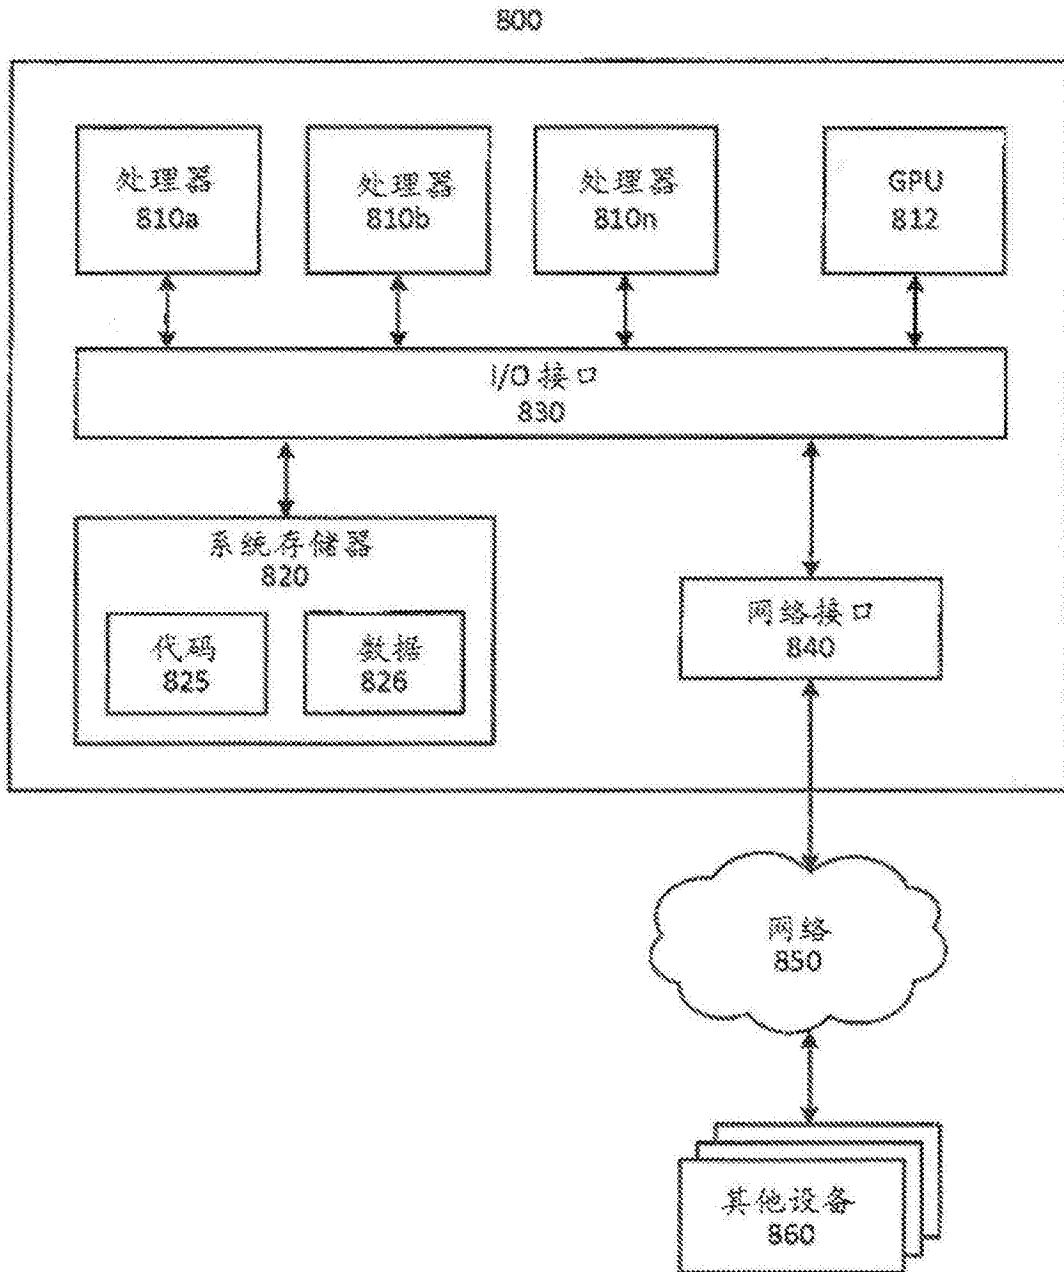 800
处理器
810a
处理器
810b
处理器
810n
GPU
812
I/O 接口
830
系统存储器
820
代码
825
数据
826
网络接口
840
网络
850
其他设备
860